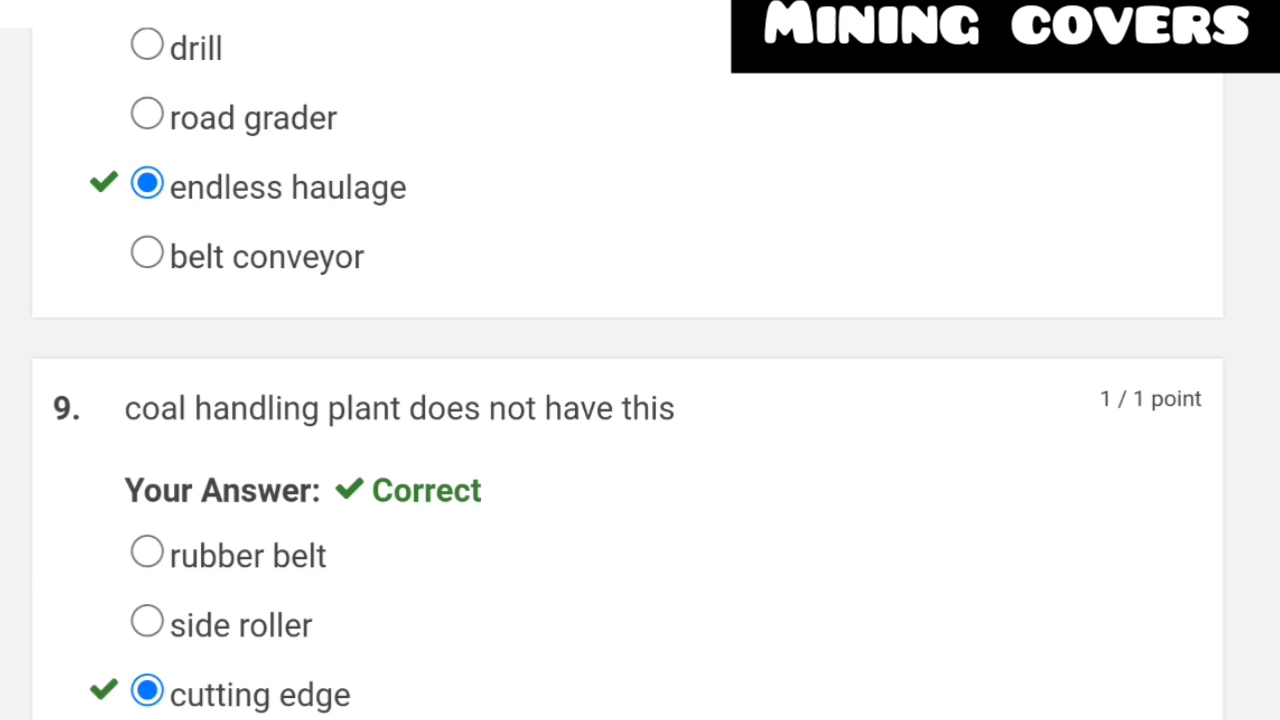 MINING COVERS
drill
road grader
endless haulage
belt conveyor
9. coal handling plant does not have this 1 / 1 point
Your Answer: Correct
rubber belt
side roller
cutting edge